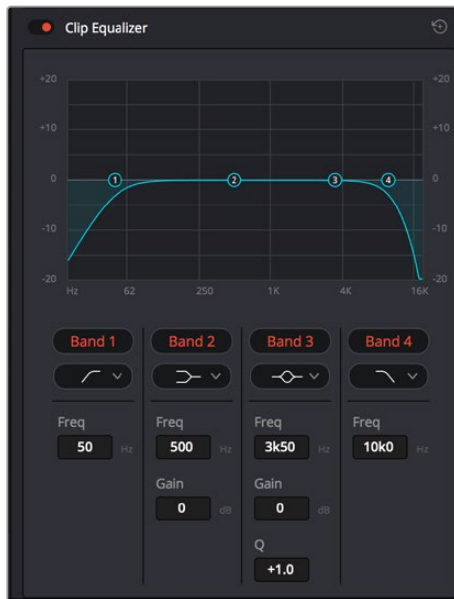 Clip Equalizer
+20 +20
+10 +10
0 1 2 3 4 0
-10 -10
-20 -20
Hz 62 250 1K 4K 16K
Band 1 Band 2 Band 3 Band 4
Freq Freq Freq Freq
50 Hz 500 Hz 3k50 Hz 10k0 Hz
Gain Gain
0 dB 0 dB
Q
+1.0